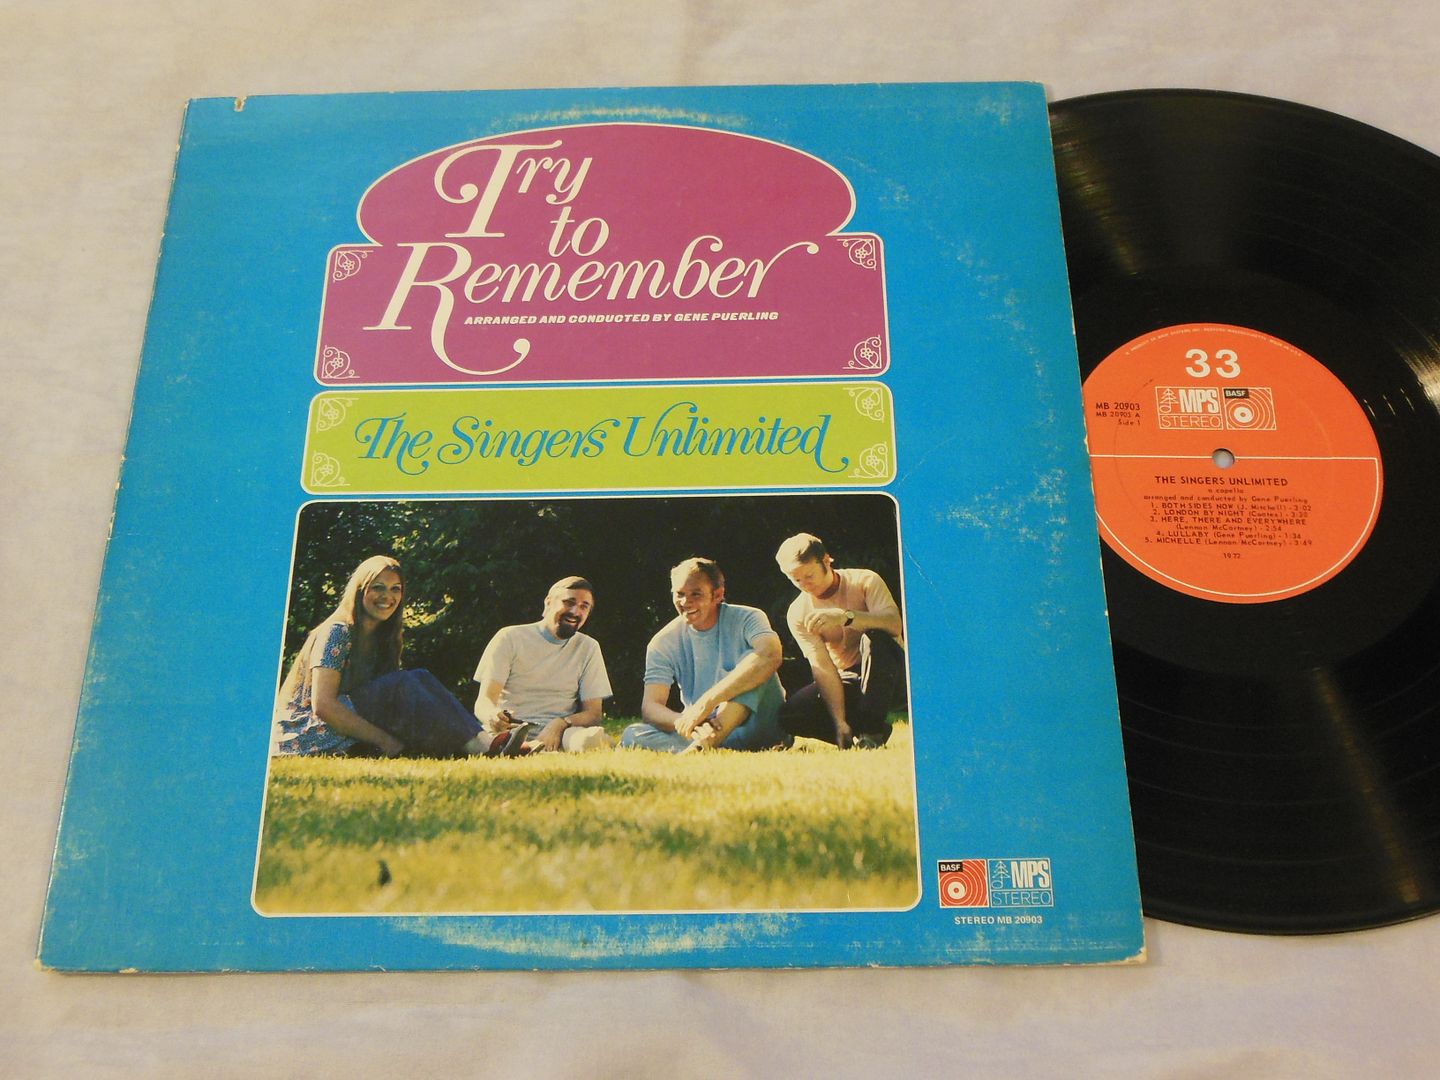 Try
to
Remember
ARRANGED AND CONDUCTED BY GENE PUERLING
The Singers Unlimited
BASF
MPS
STEREO
STEREO MB 20903
33
MPS
STEREO
BASF
MB 20903
MB 20903 A
Side 1
THE SINGERS UNLIMITED
a capella
arranged and conducted by Gene Puerling
1. BOTH SIDES NOW (J. Mitchell) - 3:02
2. LONDON BY NIGHT (Coates) - 3:20
3. HERE, THERE AND EVERYWHERE
(Lennon McCartney) - 2:54
4. LULLABY (Gene Puerling) - 1:36
5. MICHELLE (Lennon McCartney) - 3:49
1972